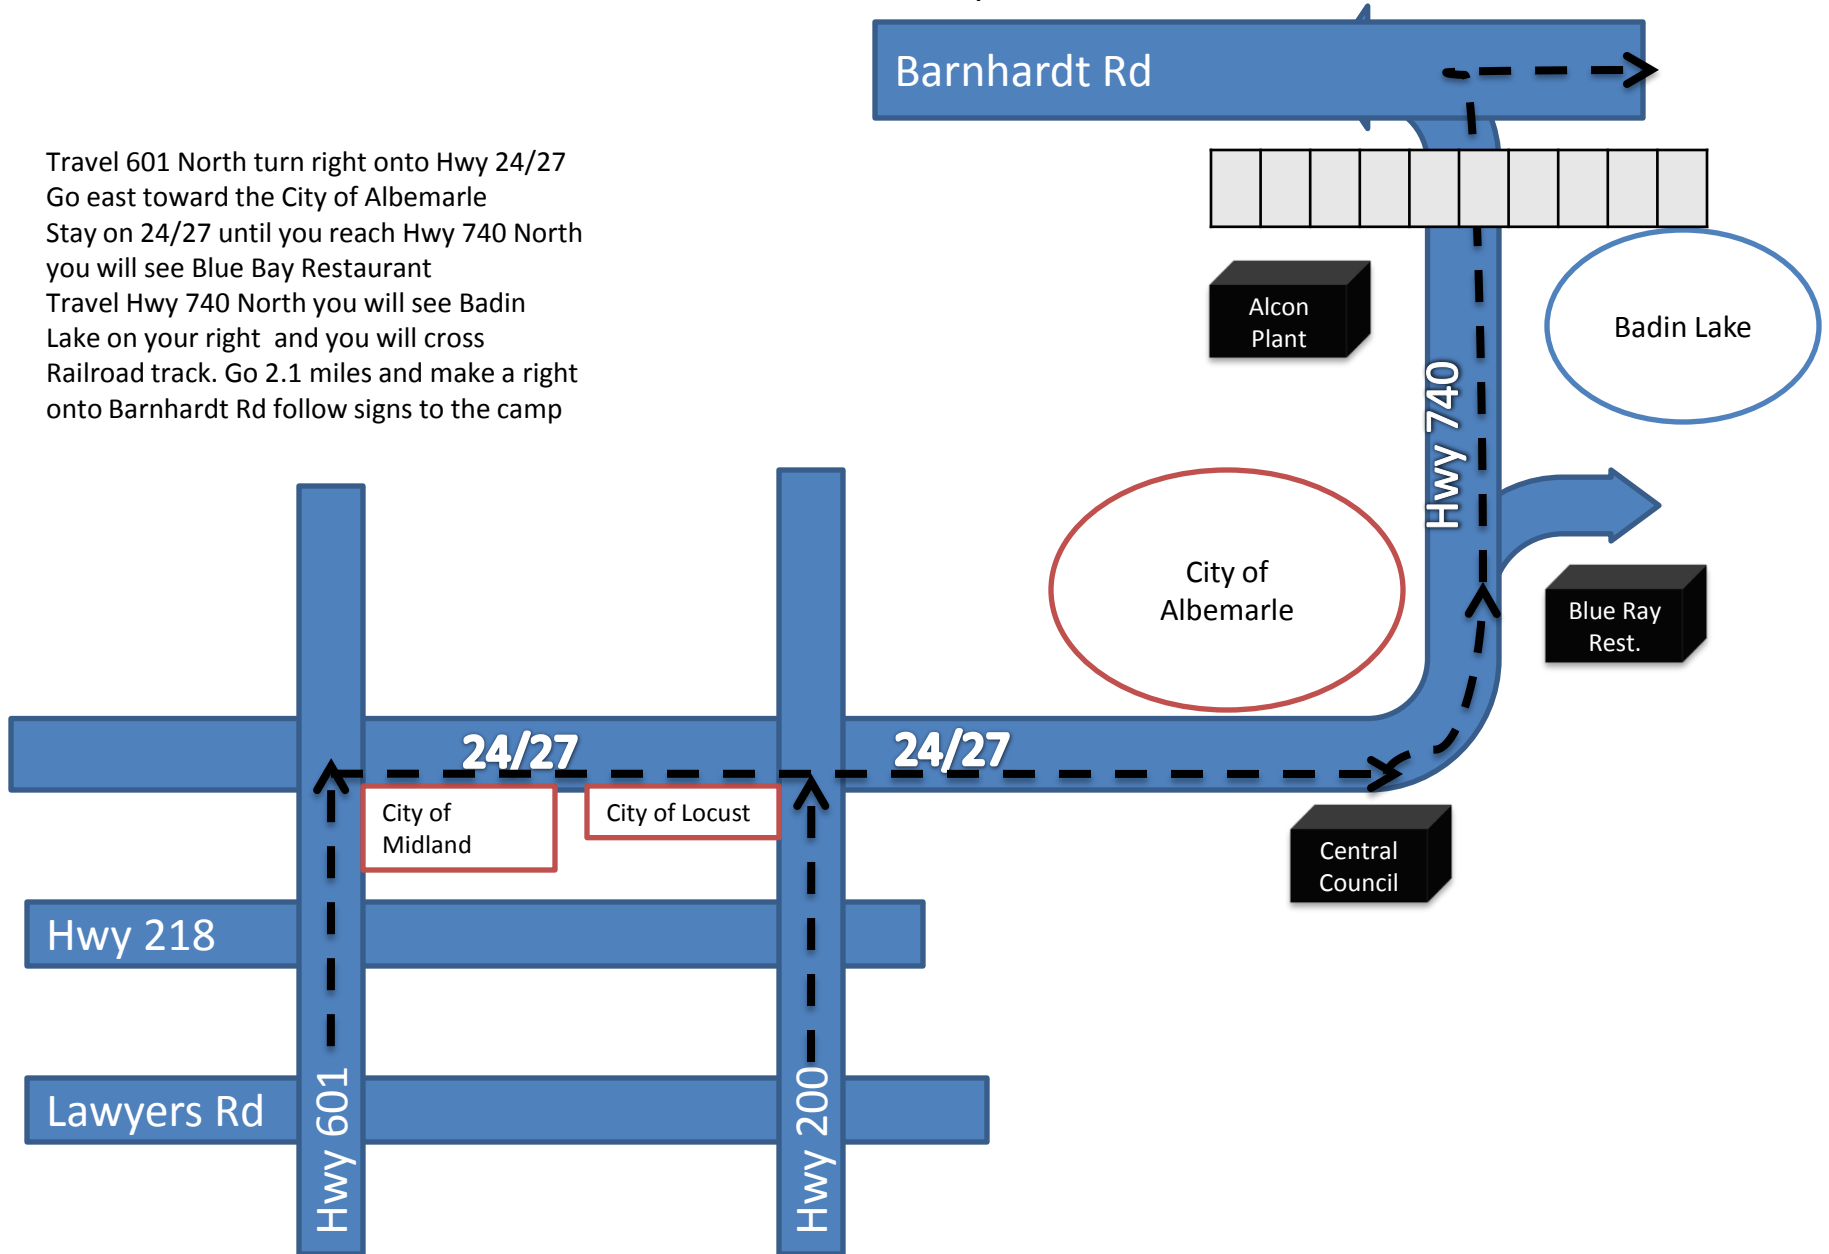 Barnhardt Rd
Travel 601 North turn right onto Hwy 24/27
Go east toward the City of Albemarle
Stay on 24/27 until you reach Hwy 740 North
you will see Blue Bay Restaurant
Travel Hwy 740 North you will see Badin
Lake on your right and you will cross
Railroad track. Go 2.1 miles and make a right
onto Barnhardt Rd follow signs to the camp
Alcon
Plant
Badin Lake
Hwy 740
City of
Albemarle
Blue Ray
Rest.
24/27
24/27
City of
Midland
City of Locust
Central
Council
Hwy 218
Lawyers Rd
Hwy 601
Hwy 200